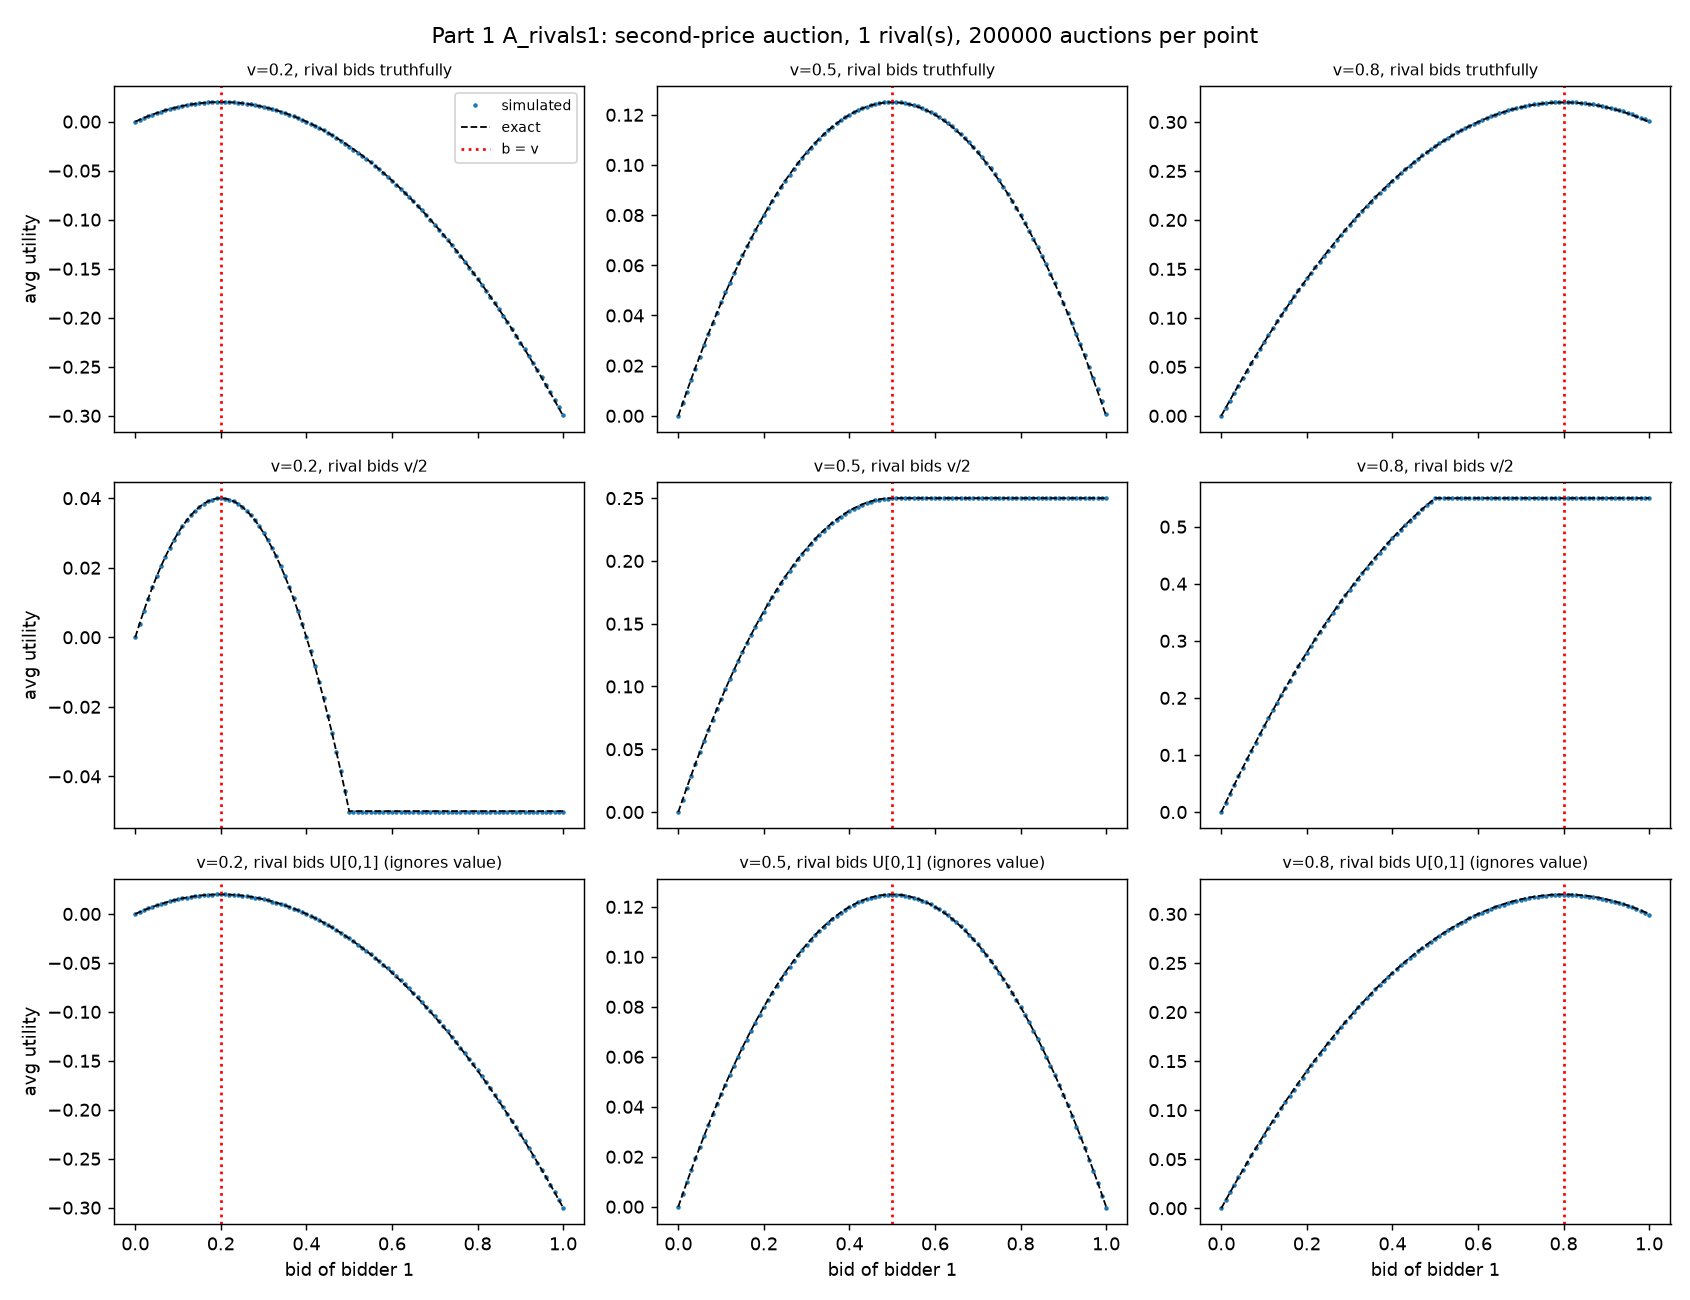 Part 1 A_rivals1: second-price auction, 1 rival(s), 200000 auctions per point
v=0.2, rival bids truthfully
v=0.5, rival bids truthfully
v=0.8, rival bids truthfully
simulated
exact
b = v
avg utility
0.00
−0.05
−0.10
−0.15
−0.20
−0.25
−0.30
0.12
0.10
0.08
0.06
0.04
0.02
0.00
0.30
0.25
0.20
0.15
0.10
0.05
0.00
v=0.2, rival bids v/2
v=0.5, rival bids v/2
v=0.8, rival bids v/2
avg utility
0.04
0.02
0.00
−0.02
−0.04
0.25
0.20
0.15
0.10
0.05
0.00
0.5
0.4
0.3
0.2
0.1
0.0
v=0.2, rival bids U[0,1] (ignores value)
v=0.5, rival bids U[0,1] (ignores value)
v=0.8, rival bids U[0,1] (ignores value)
avg utility
0.00
−0.05
−0.10
−0.15
−0.20
−0.25
−0.30
0.12
0.10
0.08
0.06
0.04
0.02
0.00
0.30
0.25
0.20
0.15
0.10
0.05
0.00
0.0 0.2 0.4 0.6 0.8 1.0
0.0 0.2 0.4 0.6 0.8 1.0
0.0 0.2 0.4 0.6 0.8 1.0
bid of bidder 1
bid of bidder 1
bid of bidder 1